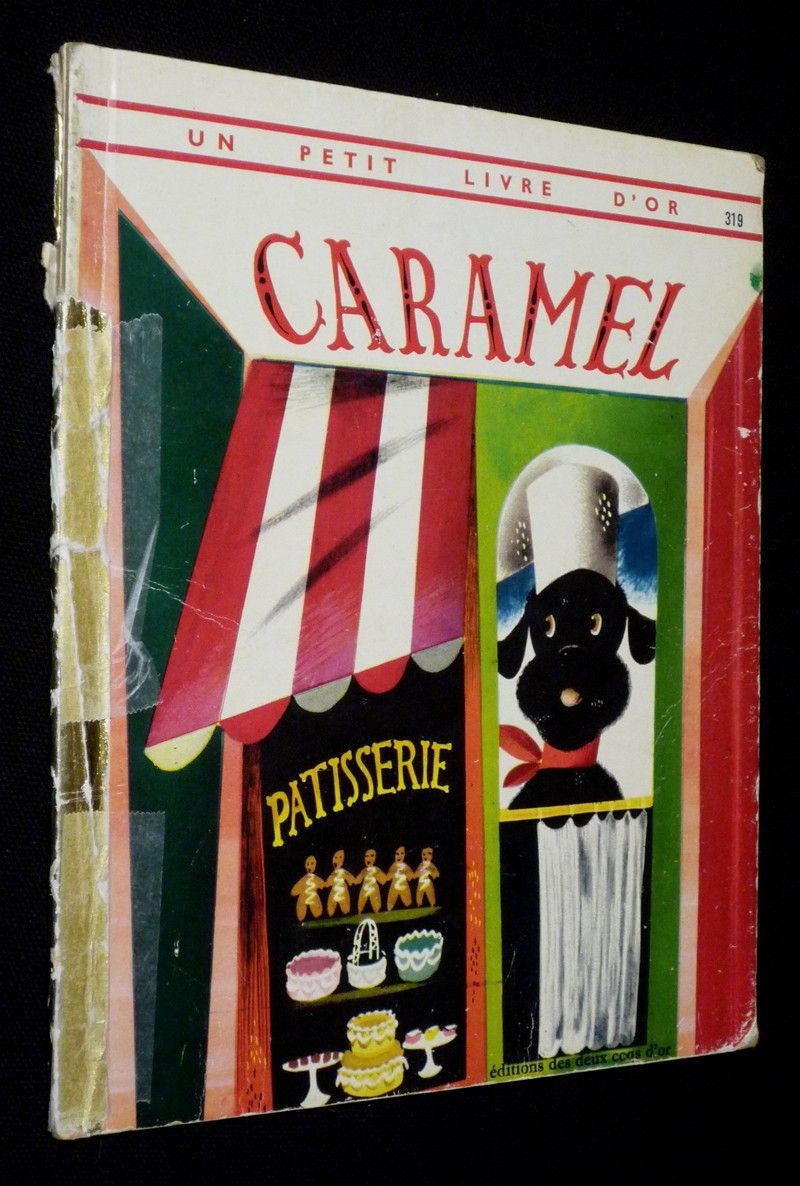 UN PETIT LIVRE D'OR 319
CARAMEL
PATISSERIE
éditions des deux coqs d'or